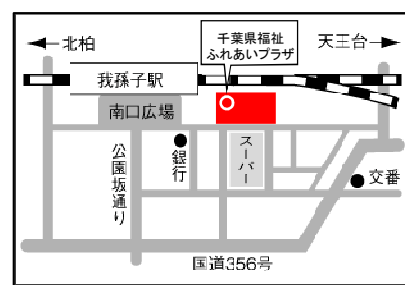 千葉県福祉
ふれあいプラザ
北柏
天王台
我孫子駅
南口広場
公園坂通り
銀行
スーパー
交番
国道356号